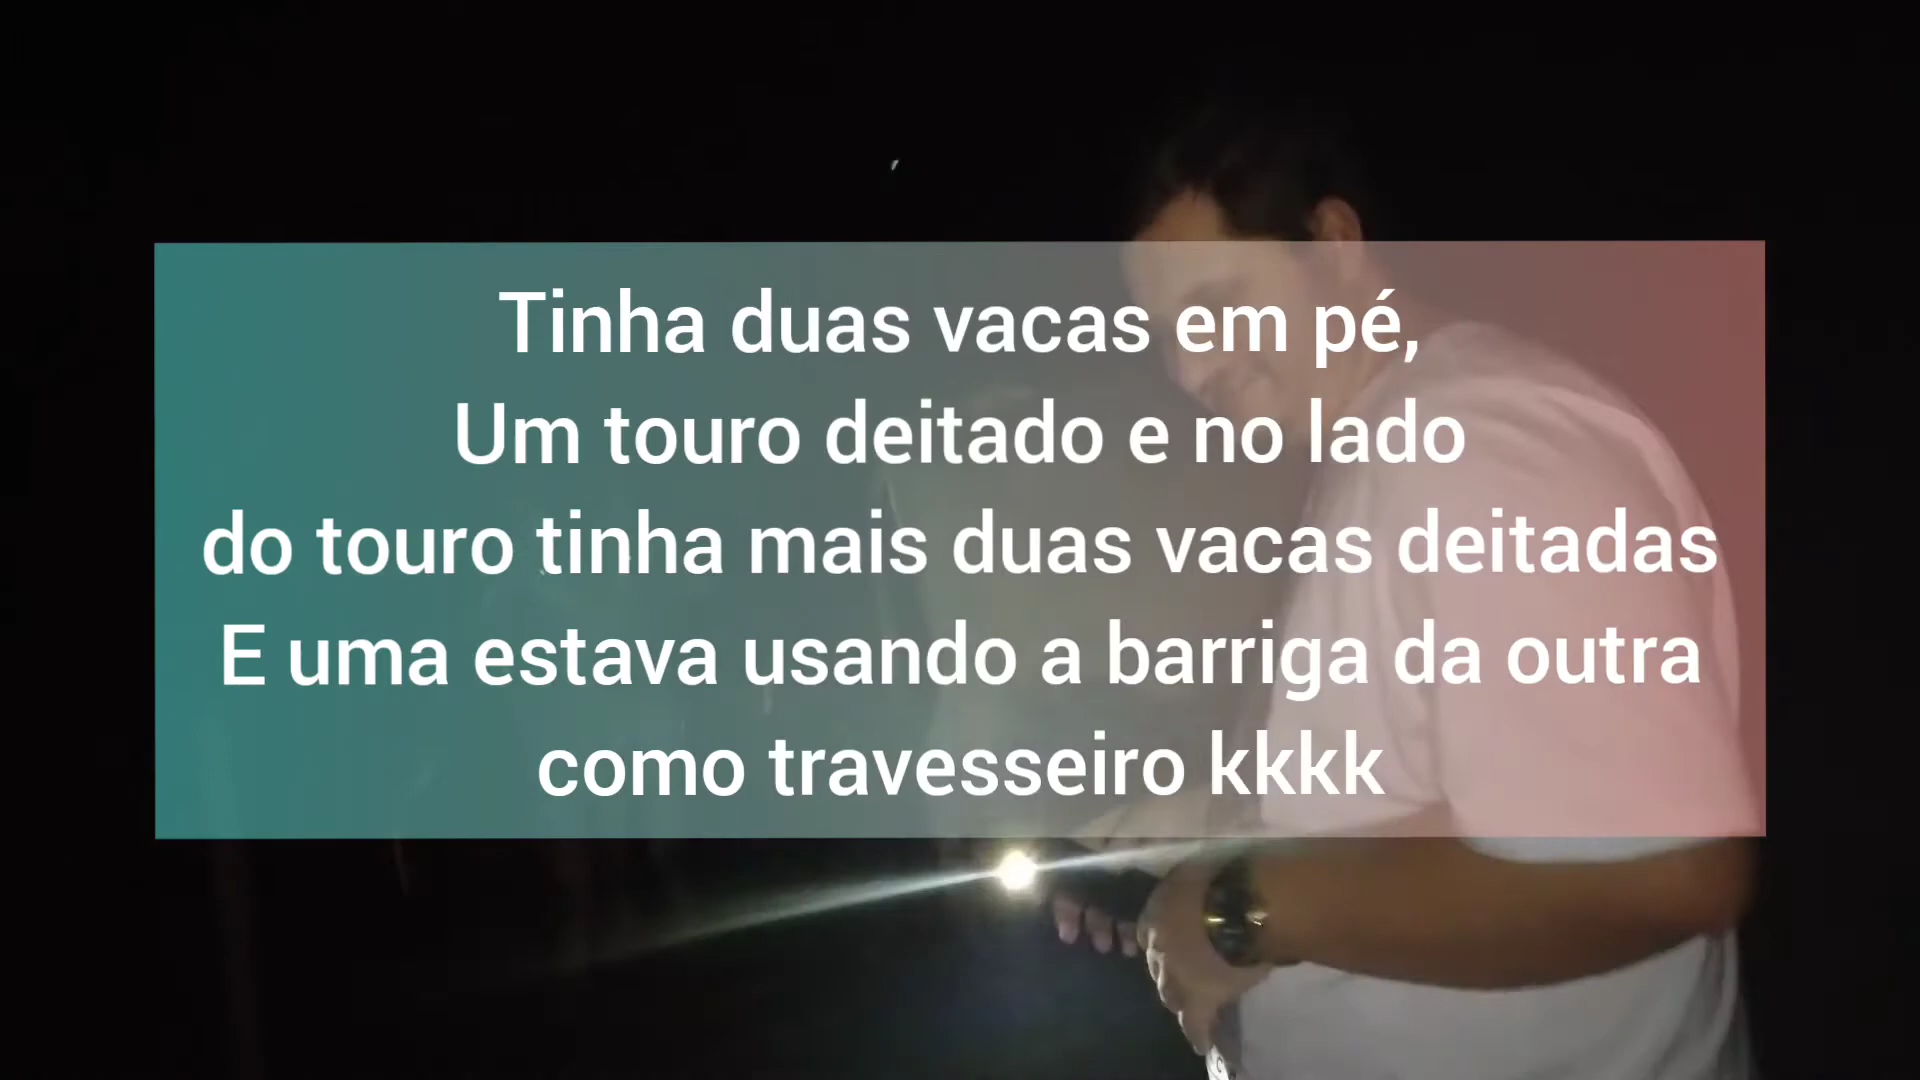 Tinha duas vacas em pé,
Um touro deitado e no lado
do touro tinha mais duas vacas deitadas
E uma estava usando a barriga da outra
como travesseiro kkkk